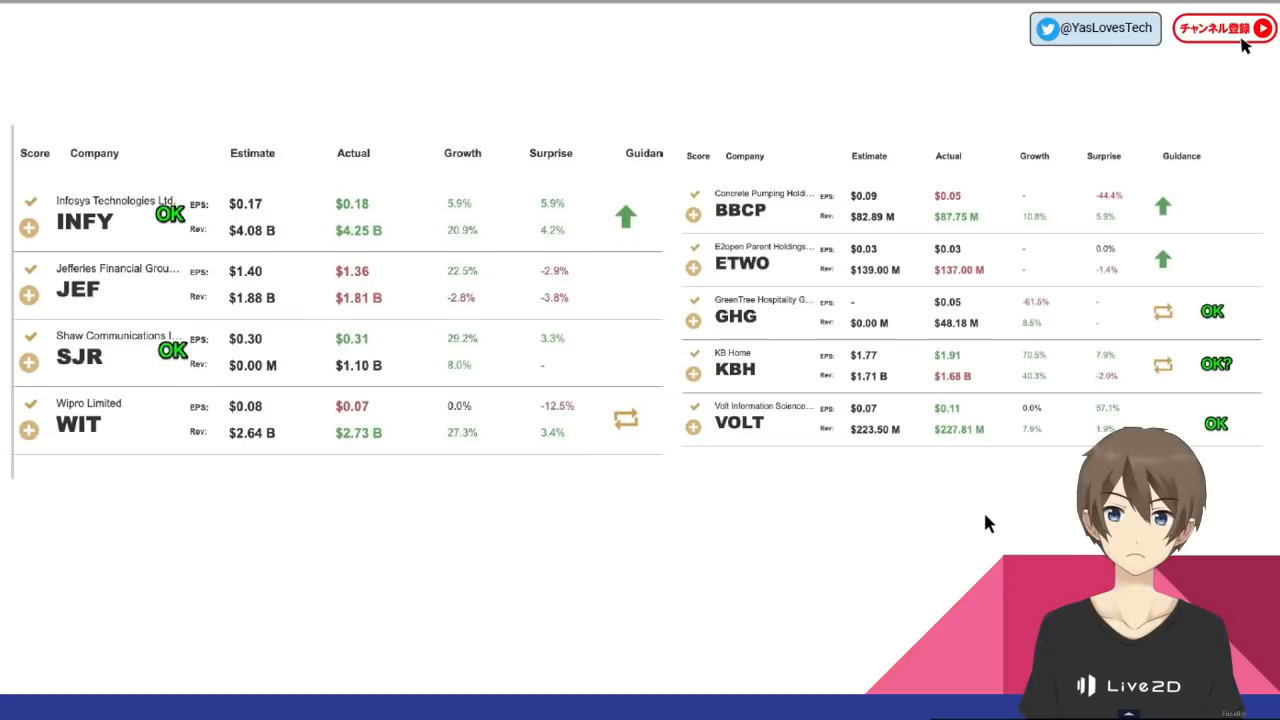 @YasLovesTech
チャンネル登録
Score Company Estimate Actual Growth Surprise Guidan
Infosys Technologies Ltd.
INFY
OK
EPS: $0.17 $0.18 5.9% 5.9%
Rev: $4.08 B $4.25 B 20.9% 4.2%
Jefferies Financial Grou...
JEF
EPS: $1.40 $1.36 22.5% -2.9%
Rev: $1.88 B $1.81 B -2.8% -3.8%
Shaw Communications I...
SJR
OK
EPS: $0.30 $0.31 29.2% 3.3%
Rev: $0.00 M $1.10 B 8.0% -
Wipro Limited
WIT
EPS: $0.08 $0.07 0.0% -12.5%
Rev: $2.64 B $2.73 B 27.3% 3.4%
Score Company Estimate Actual Growth Surprise Guidance
Concrete Pumping Holdi...
BBCP
EPS: $0.09 $0.05 - -44.4%
Rev: $82.89 M $87.75 M 10.8% 5.9%
E2open Parent Holdings...
ETWO
EPS: $0.03 $0.03 - 0.0%
Rev: $139.00 M $137.00 M - -1.4%
GreenTree Hospitality G...
GHG
EPS: - $0.05 -61.5% -
Rev: $0.00 M $48.18 M 8.5% -
OK
KB Home
KBH
EPS: $1.77 $1.91 70.5% 7.9%
Rev: $1.71 B $1.68 B 40.3% -2.0%
OK?
Volt Information Science...
VOLT
EPS: $0.07 $0.11 0.0% 57.1%
Rev: $223.50 M $227.81 M 7.9% 1.9%
OK
Live2D